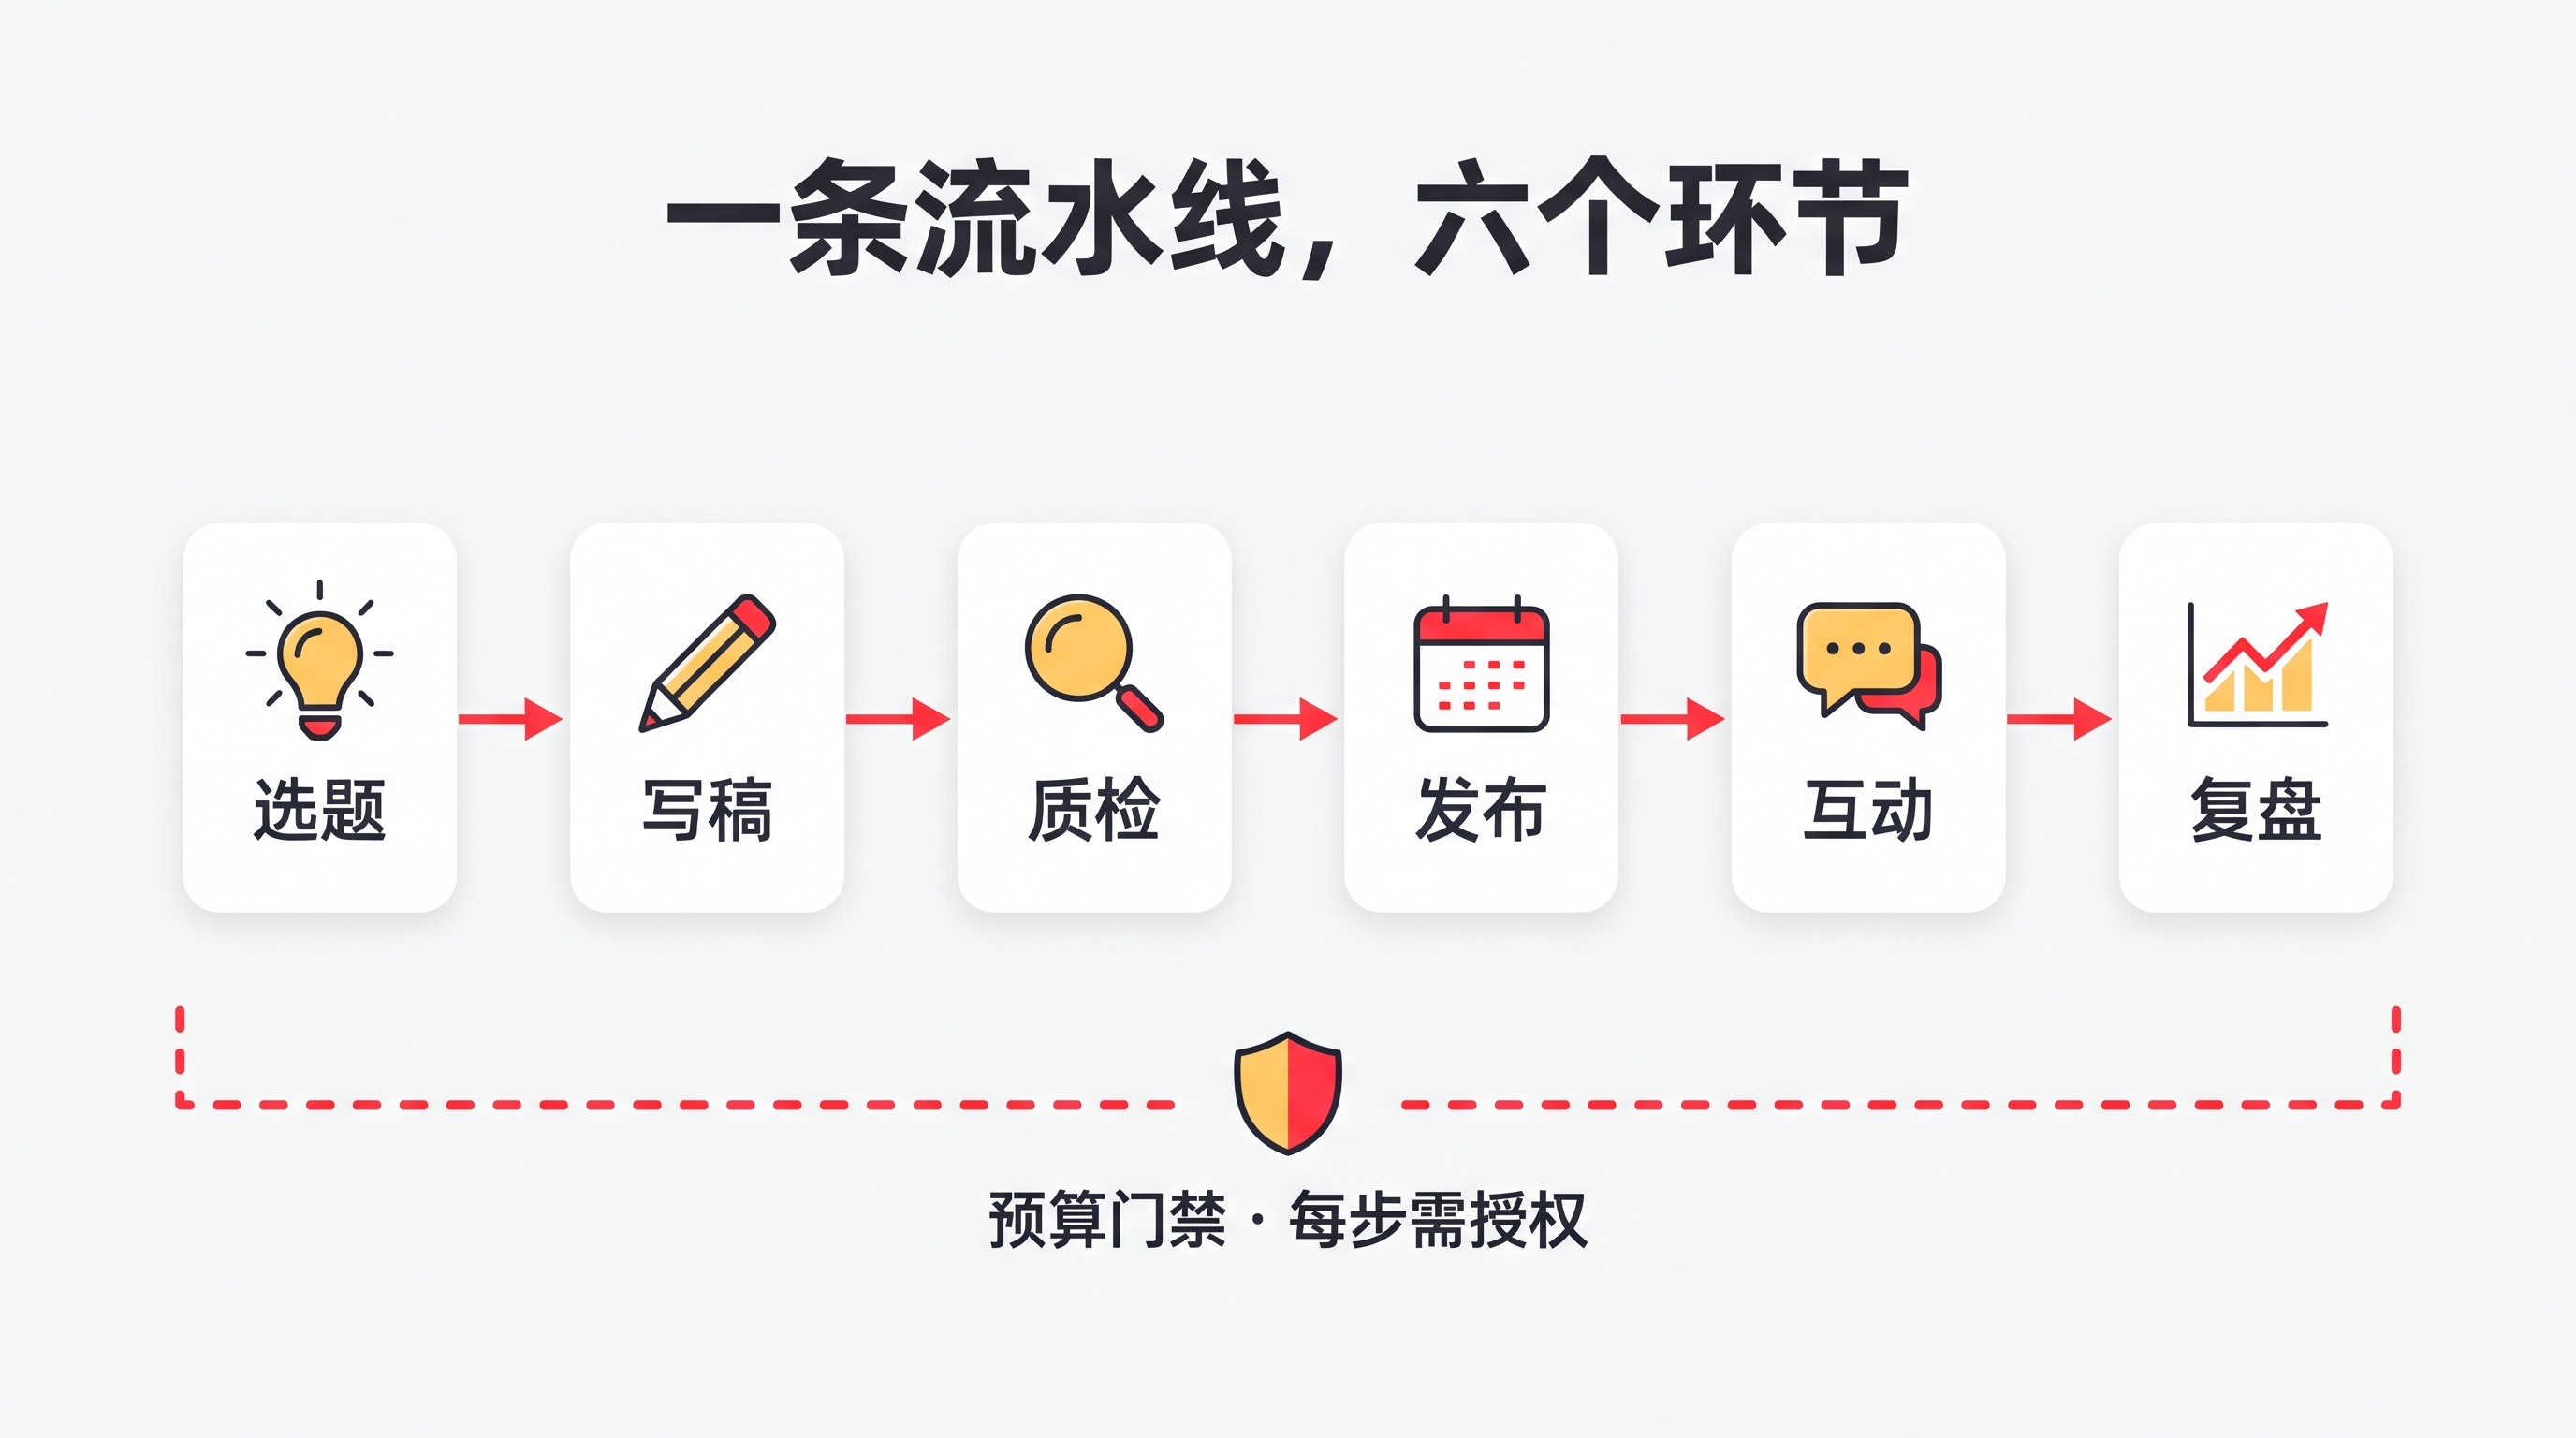 一条流水线，六个环节
选题
写稿
质检
发布
互动
复盘
预算门禁 · 每步需授权